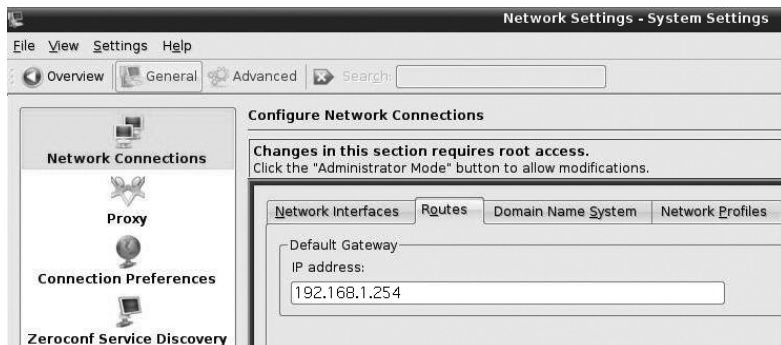 Network Settings - System Settings
File View Settings Help
Overview General Advanced Search:
Network Connections
Proxy
Connection Preferences
Zeroconf Service Discovery
Configure Network Connections
Changes in this section requires root access.
Click the "Administrator Mode" button to allow modifications.
Network Interfaces Routes Domain Name System Network Profiles
Default Gateway
IP address:
192.168.1.254